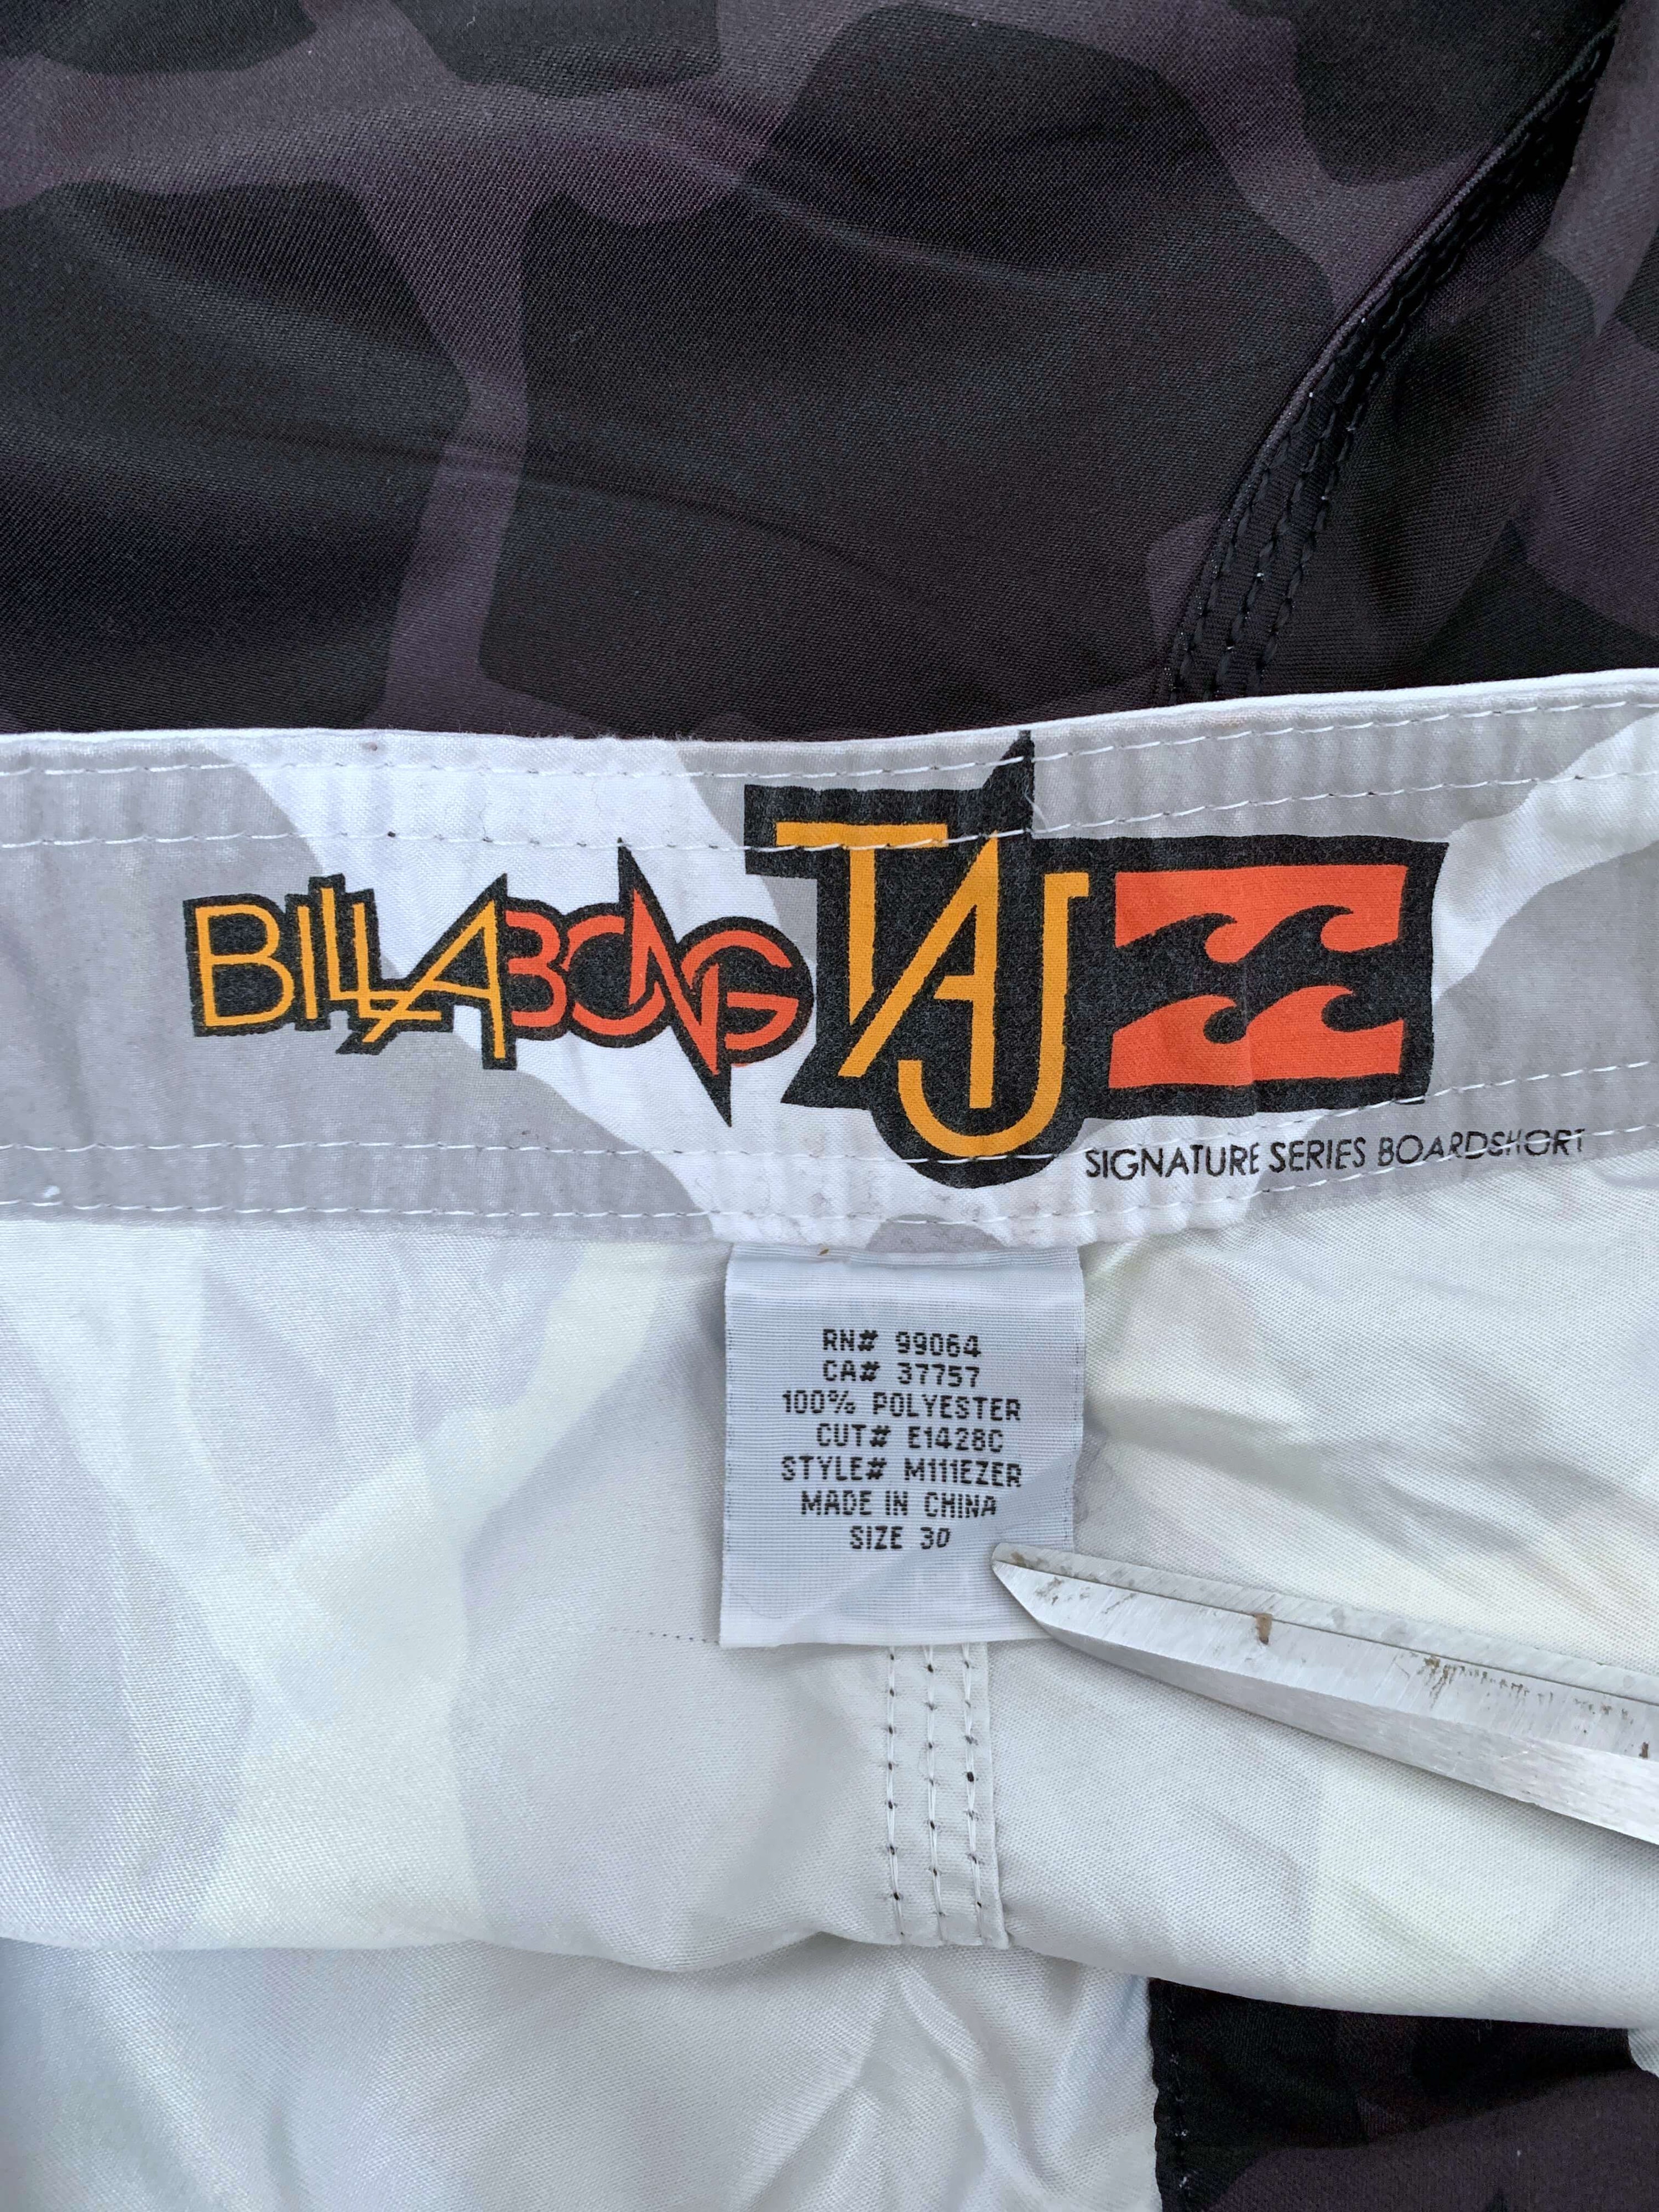 BILLABONG TAJ
SIGNATURE SERIES BOARDSHORT
RN# 99064
CA# 37757
100% POLYESTER
CUT# E1428C
STYLE# M111EZER
MADE IN CHINA
SIZE 30